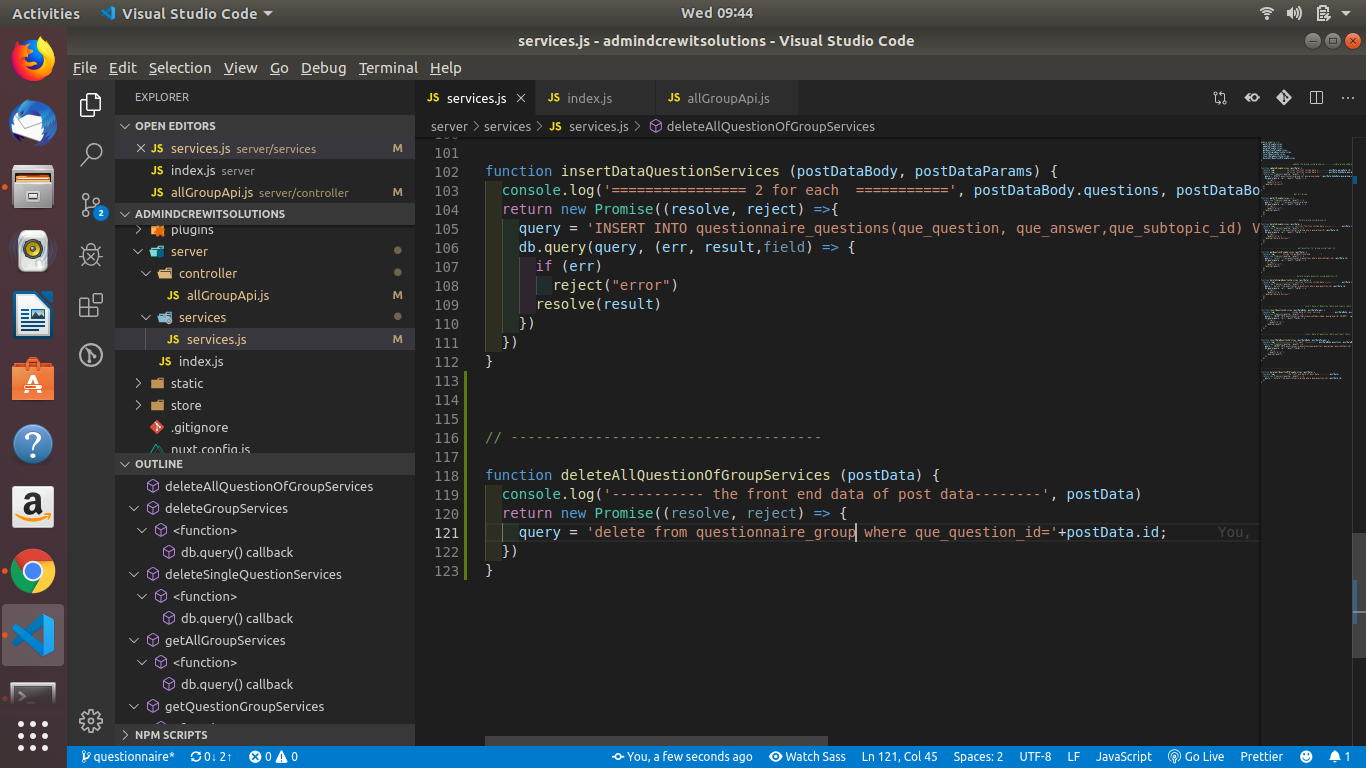 Activities Visual Studio Code Wed 09:44
services.js - admindcrewitsolutions - Visual Studio Code
File Edit Selection View Go Debug Terminal Help
EXPLORER
OPEN EDITORS
JS services.js server/services M
JS index.js server
JS allGroupApi.js server/controller M
2
ADMINDCREWITSOLUTIONS
plugins
server
controller
JS allGroupApi.js M
services
JS services.js M
JS index.js
static
store
.gitignore
nuxt.config.js
OUTLINE
deleteAllQuestionOfGroupServices
deleteGroupServices
<function>
db.query() callback
deleteSingleQuestionServices
<function>
db.query() callback
getAllGroupServices
<function>
db.query() callback
getQuestionGroupServices
NPM SCRIPTS
JS services.js JS index.js JS allGroupApi.js
server > services > JS services.js > deleteAllQuestionOfGroupServices
101
102 function insertDataQuestionServices (postDataBody, postDataParams) {
103 console.log('================ 2 for each ===========', postDataBody.questions, postDataBo
104 return new Promise((resolve, reject) =>{
105 query = 'INSERT INTO questionnaire_questions(que_question, que_answer,que_subtopic_id) V
106 db.query(query, (err, result,field) => {
107 if (err)
108 reject("error")
109 resolve(result)
110 })
111 })
112 }
113
114
115
116 // -------------------------------------
117
118 function deleteAllQuestionOfGroupServices (postData) {
119 console.log('----------- the front end data of post data--------', postData)
120 return new Promise((resolve, reject) => {
121 query = 'delete from questionnaire_group where que_question_id='+postData.id; You,
122 })
123 }
questionnaire* 0↓ 2↑ 0 0 You, a few seconds ago Watch Sass Ln 121, Col 45 Spaces: 2 UTF-8 LF JavaScript Go Live Prettier 1